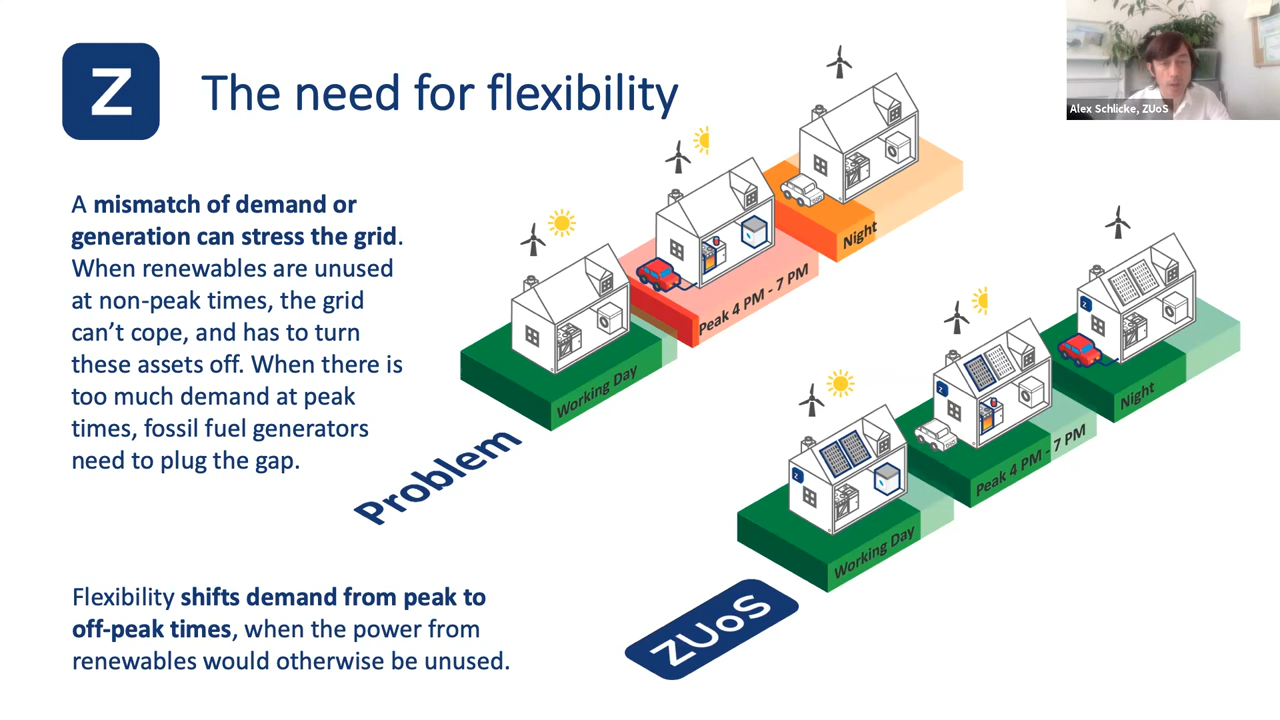 Z
The need for flexibility
Alex Schlicke, ZUoS
A mismatch of demand or
generation can stress the grid.
When renewables are unused
at non-peak times, the grid
can’t cope, and has to turn
these assets off. When there is
too much demand at peak
times, fossil fuel generators
need to plug the gap.
Flexibility shifts demand from peak to
off-peak times, when the power from
renewables would otherwise be unused.
Problem
Working Day
Peak 4 PM - 7 PM
Night
ZUoS
Working Day
Peak 4 PM - 7 PM
Night
Z
Z
Z